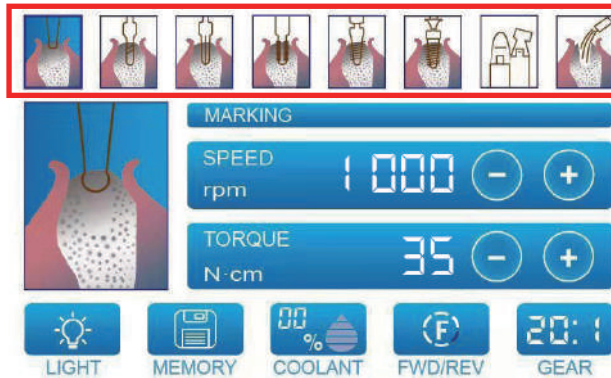 MARKING
SPEED
rpm
1000
- +
TORQUE
N·cm
35
- +
00
%
F
20:1
LIGHT MEMORY COOLANT FWD/REV GEAR